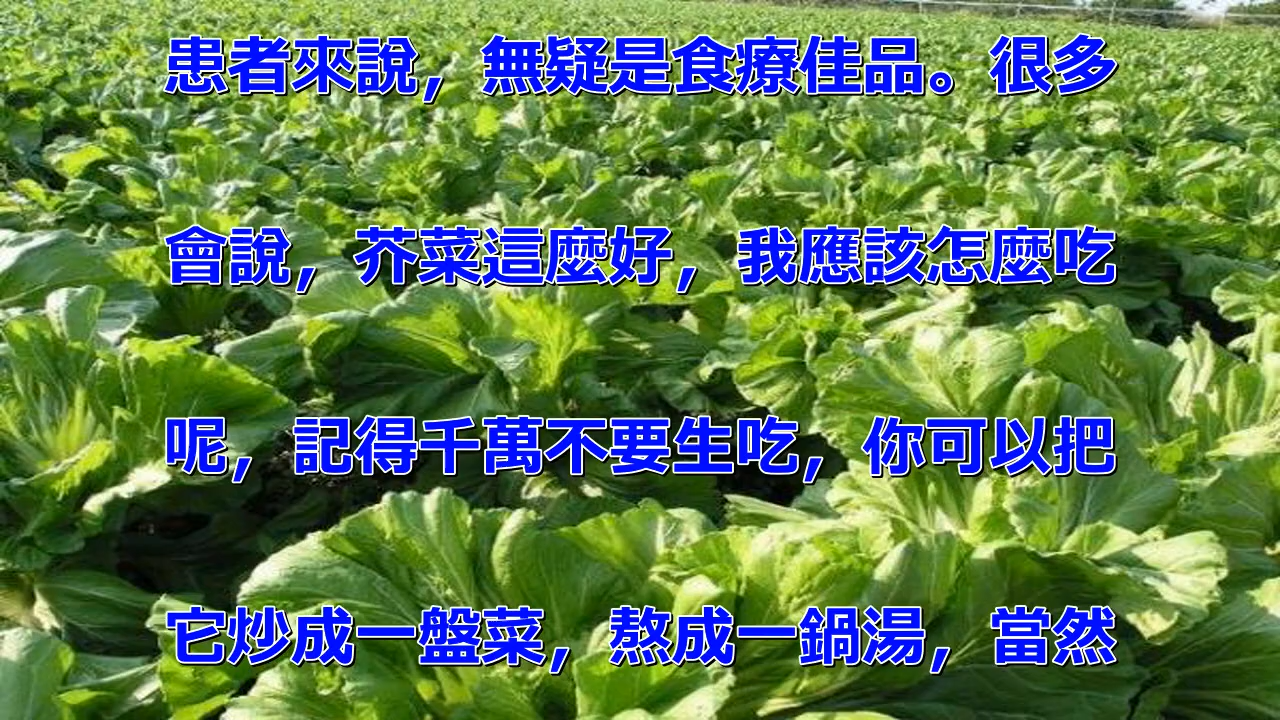 患者來說，無疑是食療佳品。很多
會說，芥菜這麼好，我應該怎麼吃
呢，記得千萬不要生吃，你可以把
它炒成一盤菜，熬成一鍋湯，當然